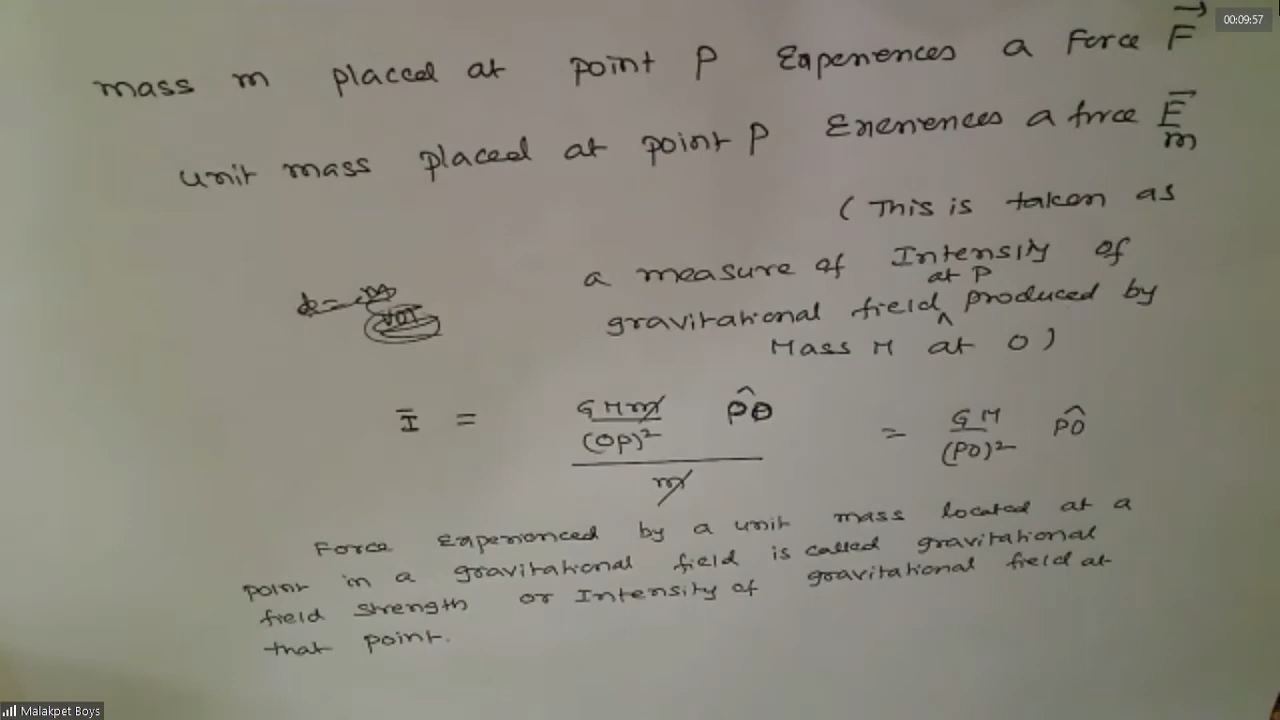 00:09:57
mass m placed at point P Experiences a Force F⃗
unit mass placed at point P Experiences a force F⃗/m
(This is taken as
a measure of Intensity of
at P
gravitational field ^ produced by
Mass M at O)
I̅ = GMm/(OP)² P̂O / m = GM/(PO)² P̂O
Force Experienced by a unit mass located at a
point in a gravitational field is called gravitational
field strength or Intensity of gravitational field at
that point.
Malakpet Boys